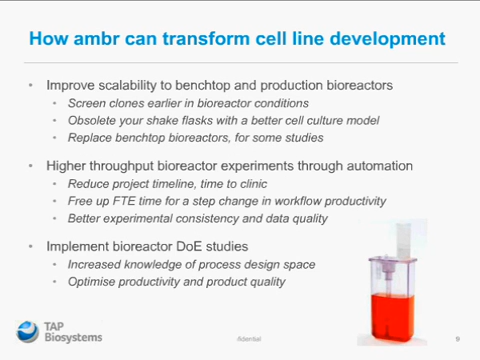 How ambr can transform cell line development
• Improve scalability to benchtop and production bioreactors
• Screen clones earlier in bioreactor conditions
• Obsolete your shake flasks with a better cell culture model
• Replace benchtop bioreactors, for some studies
• Higher throughput bioreactor experiments through automation
• Reduce project timeline, time to clinic
• Free up FTE time for a step change in workflow productivity
• Better experimental consistency and data quality
• Implement bioreactor DoE studies
• Increased knowledge of process design space
• Optimise productivity and product quality
TAP
Biosystems
fidential
9